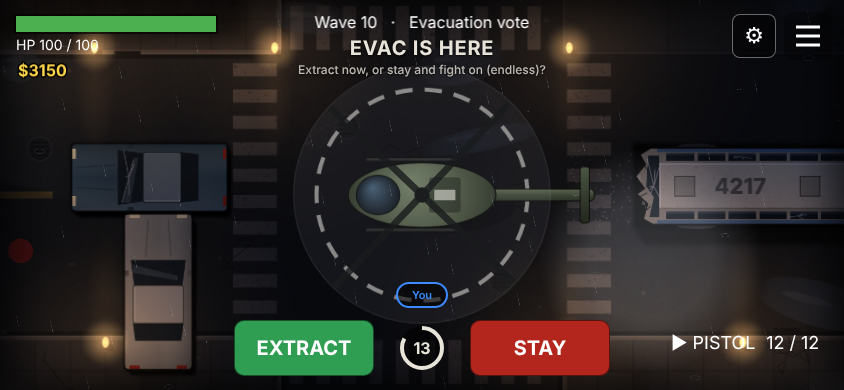 Wave 10 · Evacuation vote
EVAC IS HERE
Extract now, or stay and fight on (endless)?
HP 100 / 100
$3150
4217
You
EXTRACT
13
STAY
PISTOL 12 / 12